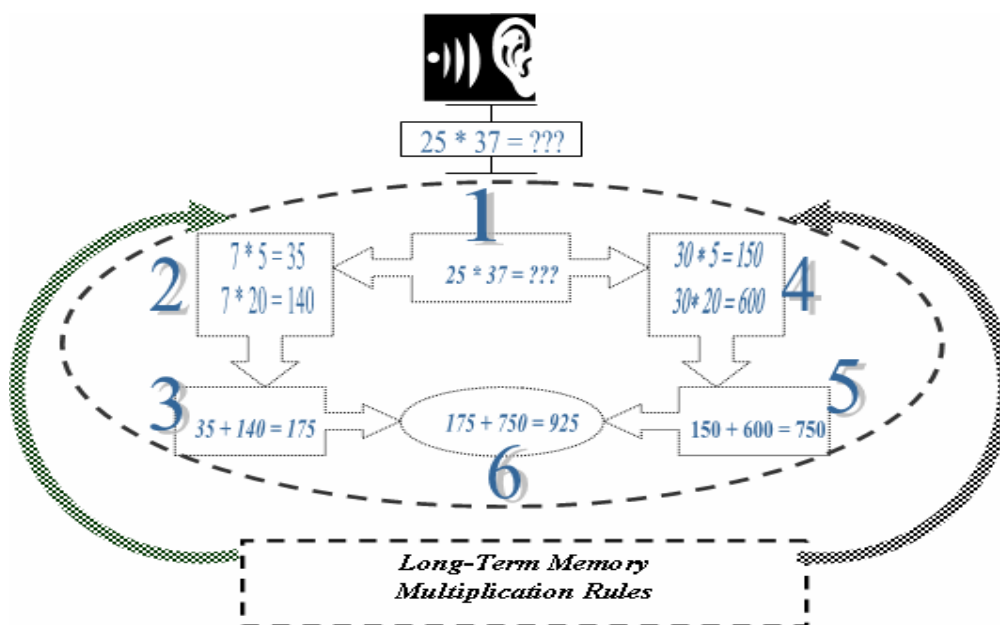 25 * 37 = ???
1
25 * 37 = ???
2
7 * 5 = 35
7 * 20 = 140
3
35 + 140 = 175
4
30 * 5 = 150
30* 20 = 600
5
150 + 600 = 750
175 + 750 = 925
6
Long-Term Memory
Multiplication Rules